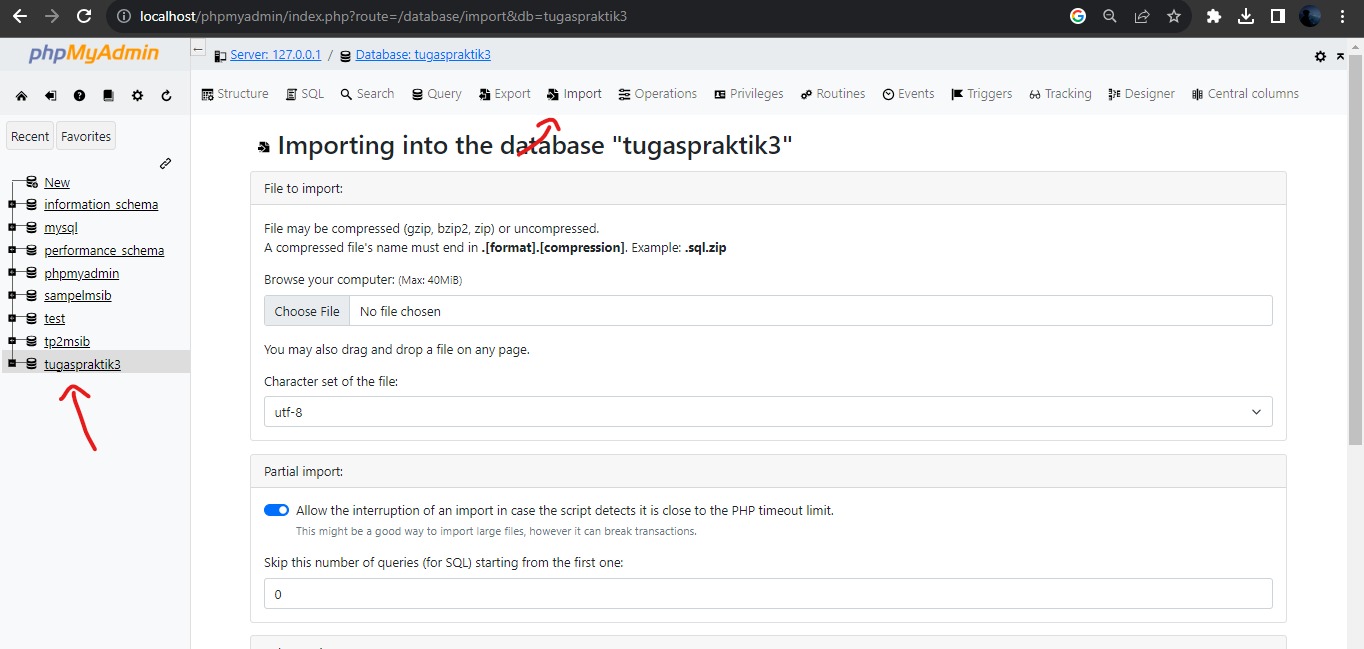 localhost/phpmyadmin/index.php?route=/database/import&db=tugaspraktik3
phpMyAdmin
Server: 127.0.0.1 / Database: tugaspraktik3
Structure SQL Search Query Export Import Operations Privileges Routines Events Triggers Tracking Designer Central columns
Recent Favorites
New
information_schema
mysql
performance_schema
phpmyadmin
sampelmsib
test
tp2msib
tugaspraktik3
Importing into the database "tugaspraktik3"
File to import:
File may be compressed (gzip, bzip2, zip) or uncompressed.
A compressed file's name must end in .[format].[compression]. Example: .sql.zip
Browse your computer: (Max: 40MiB)
Choose File No file chosen
You may also drag and drop a file on any page.
Character set of the file:
utf-8
Partial import:
Allow the interruption of an import in case the script detects it is close to the PHP timeout limit.
This might be a good way to import large files, however it can break transactions.
Skip this number of queries (for SQL) starting from the first one:
0